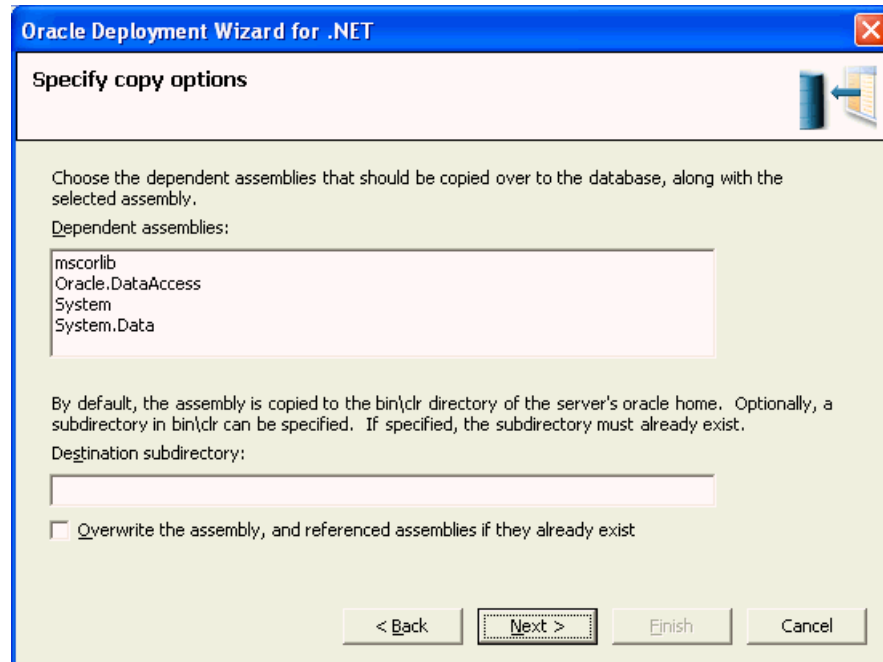 Oracle Deployment Wizard for .NET
Specify copy options
Choose the dependent assemblies that should be copied over to the database, along with the
selected assembly.
Dependent assemblies:
mscorlib
Oracle.DataAccess
System
System.Data
By default, the assembly is copied to the bin\clr directory of the server's oracle home.  Optionally, a
subdirectory in bin\clr can be specified.  If specified, the subdirectory must already exist.
Destination subdirectory:
Overwrite the assembly, and referenced assemblies if they already exist
< Back
Next >
Finish
Cancel